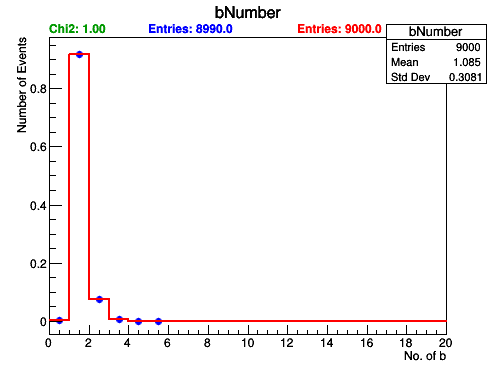 bNumber
Chi2: 1.00 Entries: 8990.0 Entries: 9000.0
bNumber
Entries 9000
Mean 1.085
Std Dev 0.3081
Number of Events
0.8
0.6
0.4
0.2
0
0 2 4 6 8 10 12 14 16 18 20
No. of b